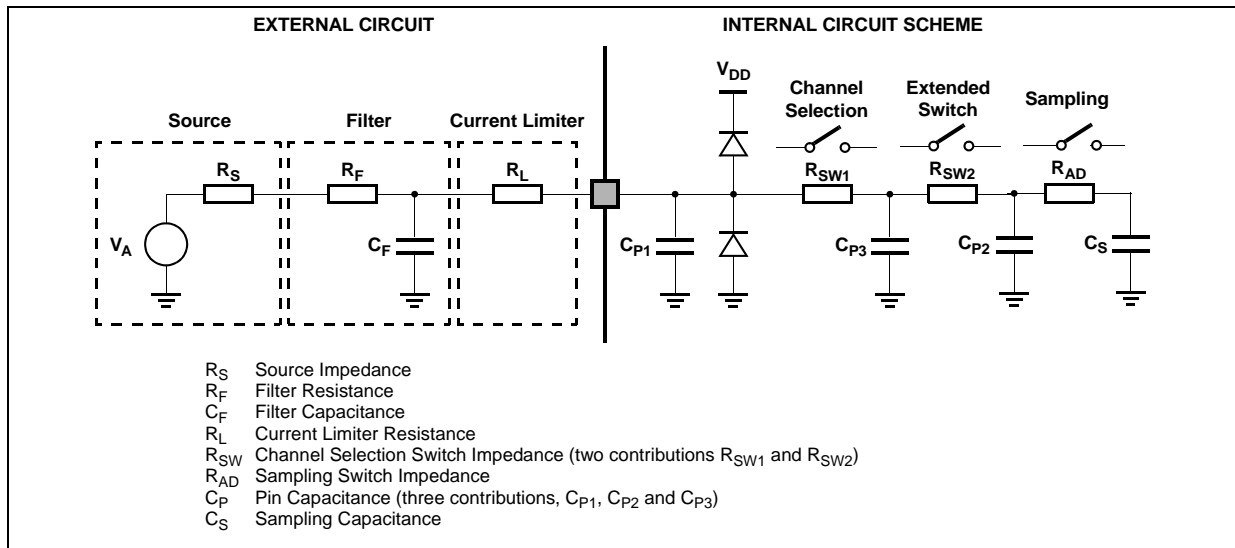 EXTERNAL CIRCUIT
INTERNAL CIRCUIT SCHEME
VDD
Channel
Selection
Extended
Switch
Sampling
Source
Filter
Current Limiter
RS
RF
RL
RSW1
RSW2
RAD
VA
CF
CP1
CP3
CP2
CS
RS Source Impedance
RF Filter Resistance
CF Filter Capacitance
RL Current Limiter Resistance
RSW Channel Selection Switch Impedance (two contributions RSW1 and RSW2)
RAD Sampling Switch Impedance
CP Pin Capacitance (three contributions, CP1, CP2 and CP3)
CS Sampling Capacitance